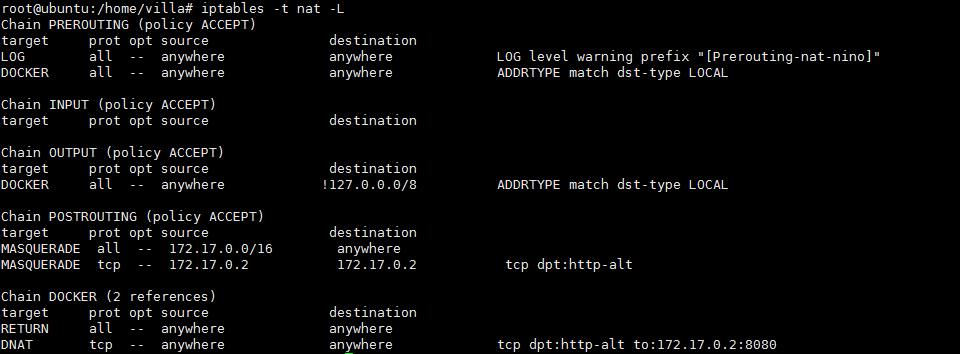 root@ubuntu:/home/villa# iptables -t nat -L
Chain PREROUTING (policy ACCEPT)
target     prot opt source               destination
LOG        all  --  anywhere             anywhere             LOG level warning prefix "[Prerouting-nat-nino]"
DOCKER     all  --  anywhere             anywhere             ADDRTYPE match dst-type LOCAL

Chain INPUT (policy ACCEPT)
target     prot opt source               destination

Chain OUTPUT (policy ACCEPT)
target     prot opt source               destination
DOCKER     all  --  anywhere            !127.0.0.0/8          ADDRTYPE match dst-type LOCAL

Chain POSTROUTING (policy ACCEPT)
target     prot opt source               destination
MASQUERADE  all  --  172.17.0.0/16        anywhere
MASQUERADE  tcp  --  172.17.0.2           172.17.0.2           tcp dpt:http-alt

Chain DOCKER (2 references)
target     prot opt source               destination
RETURN     all  --  anywhere             anywhere
DNAT       tcp  --  anywhere             anywhere             tcp dpt:http-alt to:172.17.0.2:8080